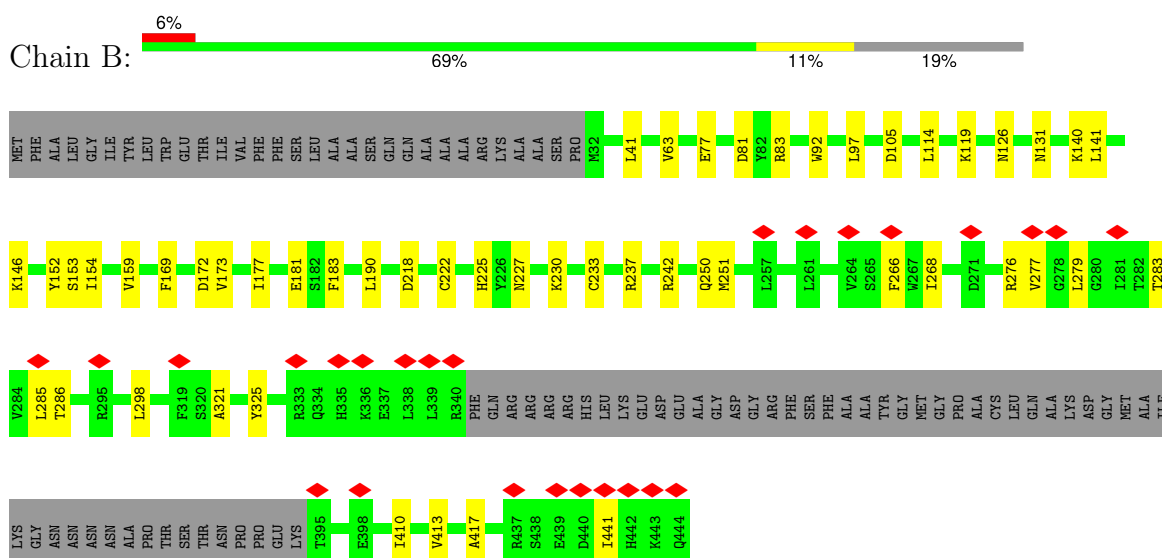 6%
Chain B:
69% 11% 19%
MET PHE ALA LEU GLY ILE TYR LEU TRP GLU THR ILE VAL PHE PHE SER LEU ALA ALA SER GLN GLN ALA ALA ALA ARG LYS ALA ALA SER PRO M32 L41 V63 E77 D81 Y82 R83 W92 L97 D105 L114 K119 N126 N131 K140 L141
K146 Y152 S153 I154 V159 F169 D172 V173 I177 E181 S182 F183 L190 D218 C222 H225 Y226 N227 K230 C233 R237 R242 Q250 M251 L257 L261 V264 S265 F266 W267 I268 D271 R276 V277 G278 L279 G280 I281 T282 T283
V284 L285 T286 R295 L298 F319 S320 A321 Y325 R333 Q334 H335 K336 E337 L338 L339 R340 PHE GLN ARG ARG ARG ARG HIS LEU LYS GLU ASP GLU ALA GLY ASP GLY ARG PHE SER PHE ALA ALA TYR GLY MET GLY PRO ALA CYS LEU GLN ALA LYS ASP GLY MET ALA ILE
LYS GLY ASN ASN ASN ASN ALA PRO THR SER THR ASN PRO PRO GLU LYS T395 E398 I410 V413 A417 R437 S438 E439 D440 I441 H442 K443 Q444